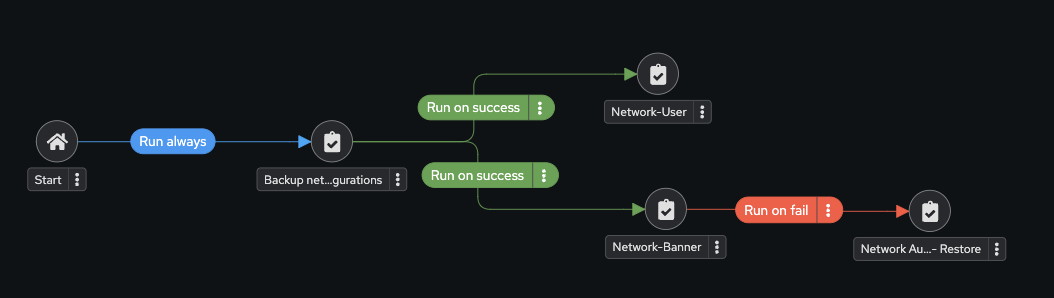 Run on success
Network-User
Run always
Start
Backup net...gurations
Run on success
Network-Banner
Run on fail
Network Au...- Restore